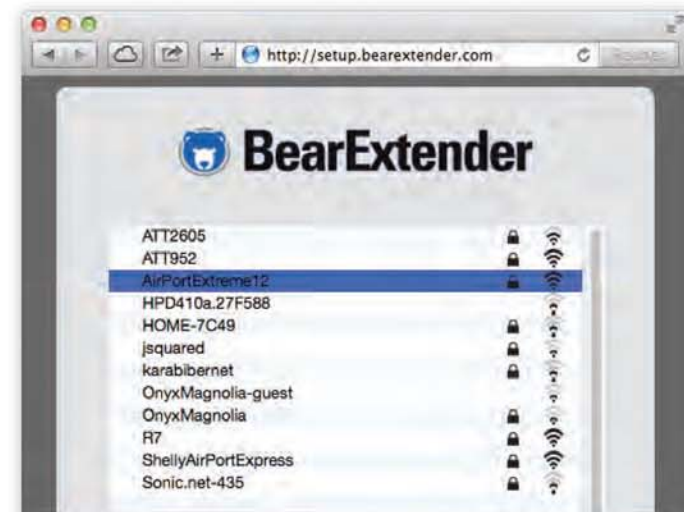 http://setup.bearextender.com
BearExtender
ATT2605
ATT952
AirPortExtreme12
HPD410a.27F588
HOME-7C49
jsquared
karabibernet
OnyxMagnolia-guest
OnyxMagnolia
R7
ShellyAirPortExpress
Sonic.net-435